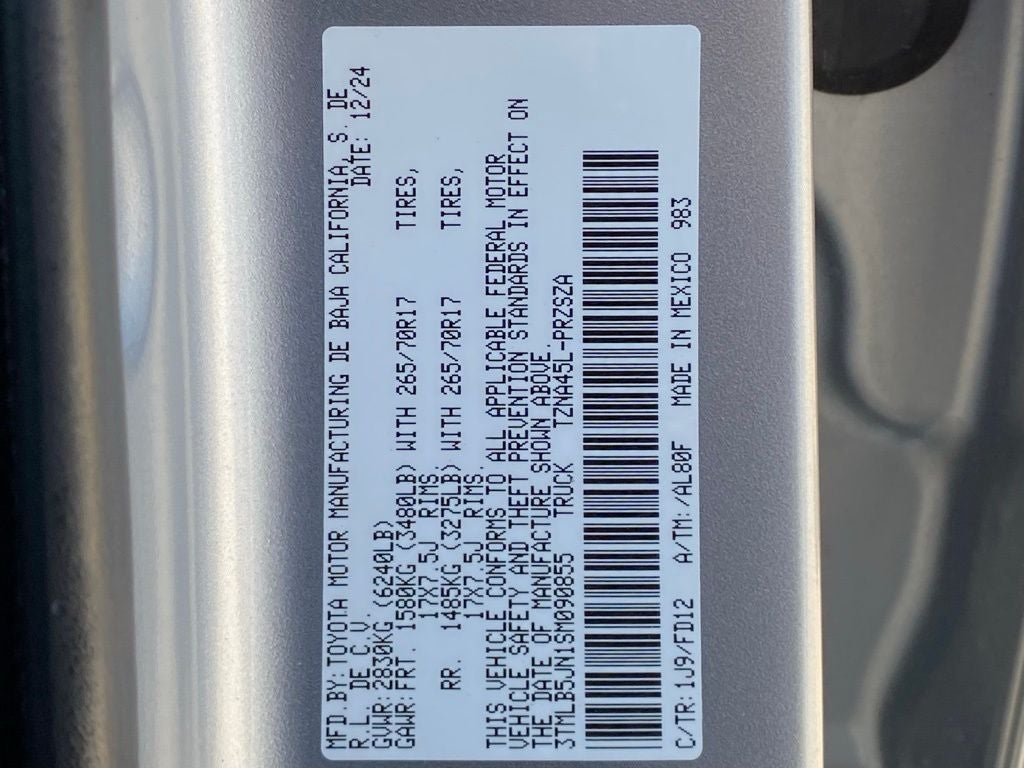 MFD.BY:TOYOTA MOTOR MANUFACTURING DE BAJA CALIFORNIA, S. DE
R.L. DE C.V. DATE: 12/24
GVWR:2830KG (6240LB)
GAWR:FRT. 1580KG (3480LB) WITH 265/70R17 TIRES,
17X7.5J RIMS.
RR. 1485KG (3275LB) WITH 265/70R17 TIRES,
17X7.5J RIMS.
THIS VEHICLE CONFORMS TO ALL APPLICABLE FEDERAL MOTOR
VEHICLE SAFETY AND THEFT PREVENTION STANDARDS IN EFFECT ON
THE DATE OF MANUFACTURE SHOWN ABOVE.
3TMLB5JN1SM090855 TRUCK TZNA45L-PRZSZA
C/TR:1J9/FD12 A/TM:/AL80F MADE IN MEXICO 983